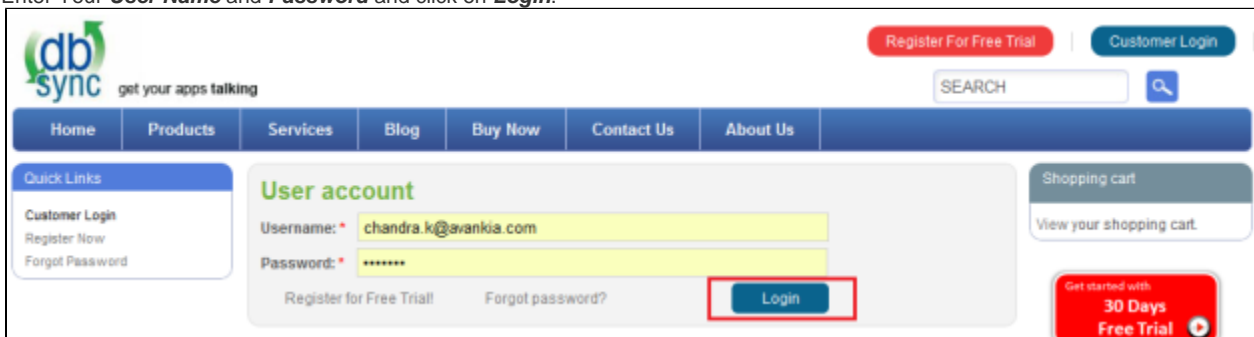 Enter Your User Name and Password and click on Login.
db
sync get your apps talking
Register For Free Trial Customer Login
SEARCH
Home Products Services Blog Buy Now Contact Us About Us
Quick Links
Customer Login
Register Now
Forgot Password
User account
Username: * chandra.k@avankia.com
Password: * •••••••
Register for Free Trial! Forgot password? Login
Shopping cart
View your shopping cart.
Get started with
30 Days
Free Trial